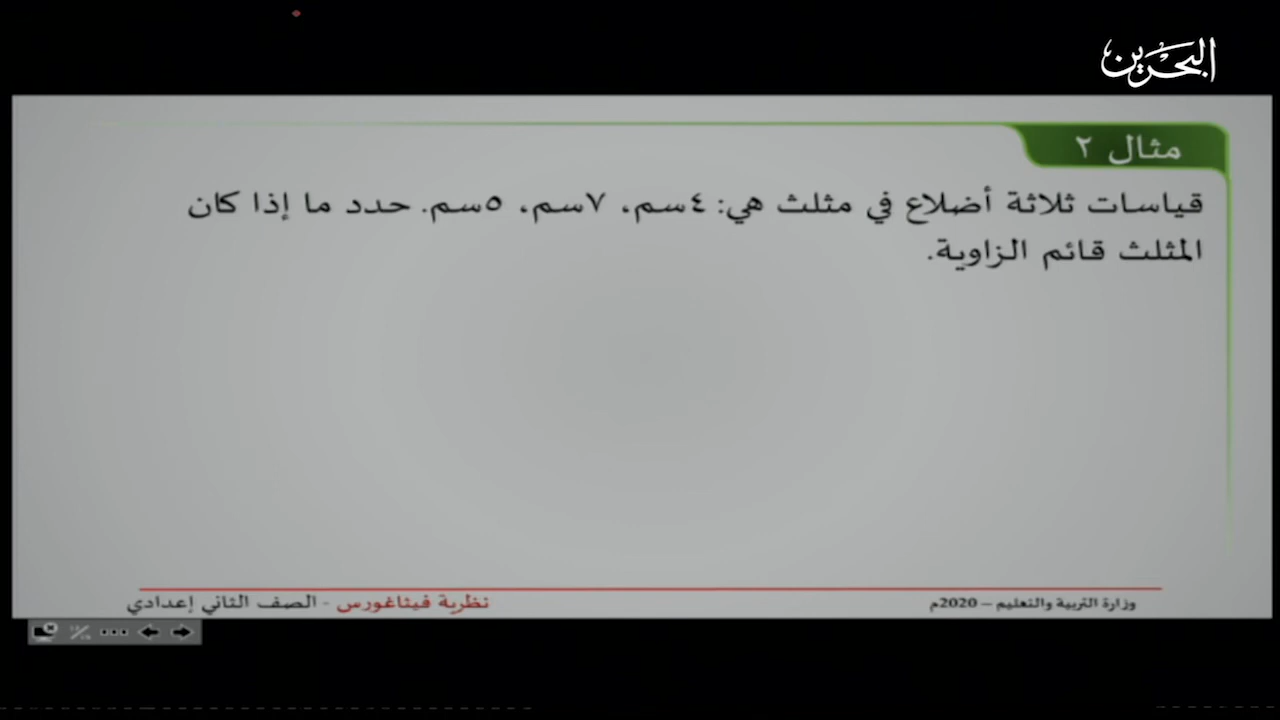 البحرين
مثال ٢
قياسات ثلاثة أضلاع في مثلث هي: ٤سم، ٧سم، ٥سم. حدد ما إذا كان
المثلث قائم الزاوية.
وزارة التربية والتعليم – 2020م
نظرية فيثاغورس - الصف الثاني إعدادي